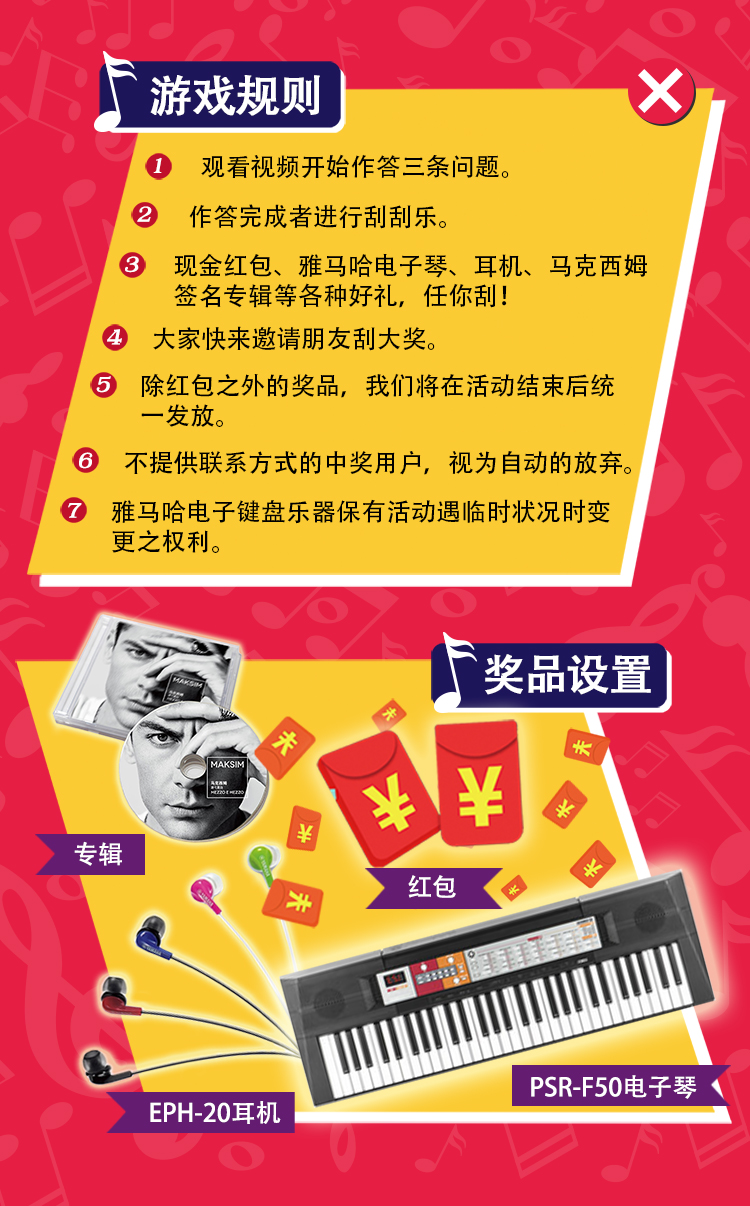 游戏规则
1 观看视频开始作答三条问题。
2 作答完成者进行刮刮乐。
3 现金红包、雅马哈电子琴、耳机、马克西姆
签名专辑等各种好礼，任你刮！
4 大家快来邀请朋友刮大奖。
5 除红包之外的奖品，我们将在活动结束后统
一发放。
6 不提供联系方式的中奖用户，视为自动的放弃。
7 雅马哈电子键盘乐器保有活动遇临时状况时变
更之权利。
奖品设置
MAKSIM
MAKSIM
马克西姆
MEZZO E MEZZO
专辑
红包
PSR-F50电子琴
EPH-20耳机